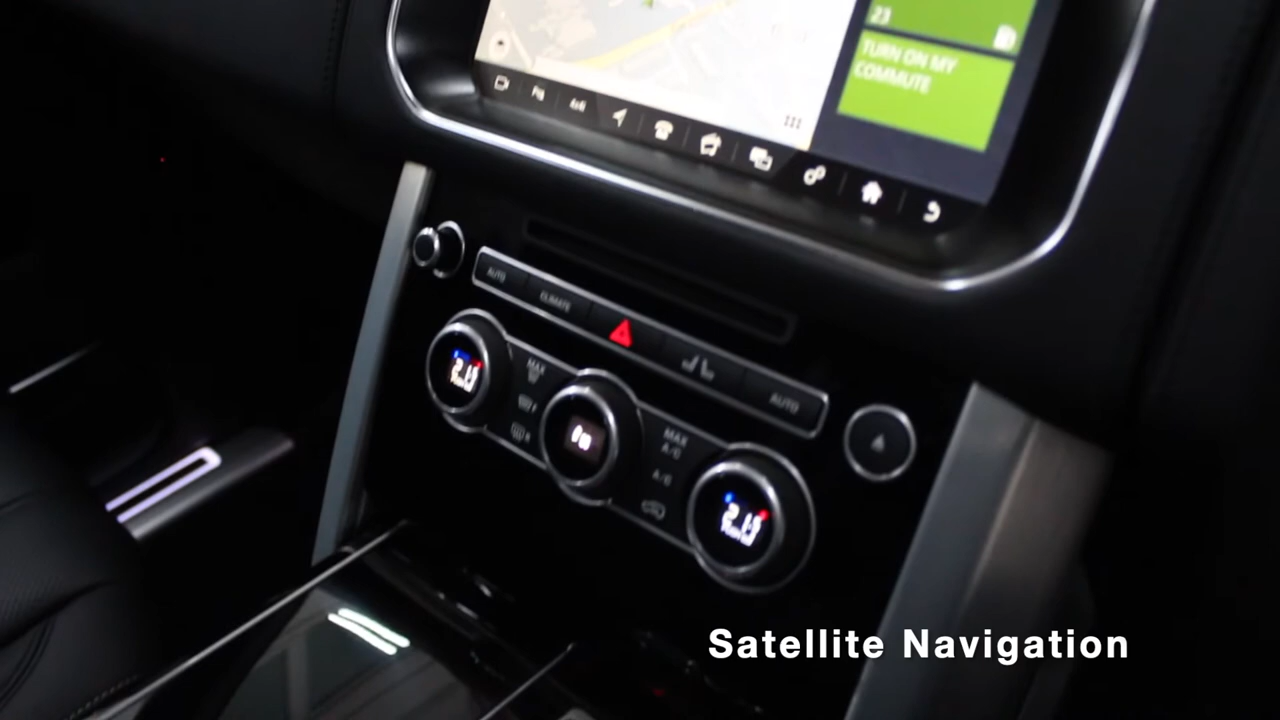 23
TURN ON MY
COMMUTE
AUTO
CLIMATE
AUTO
MAX
MAX
A/C
A/C
Satellite Navigation